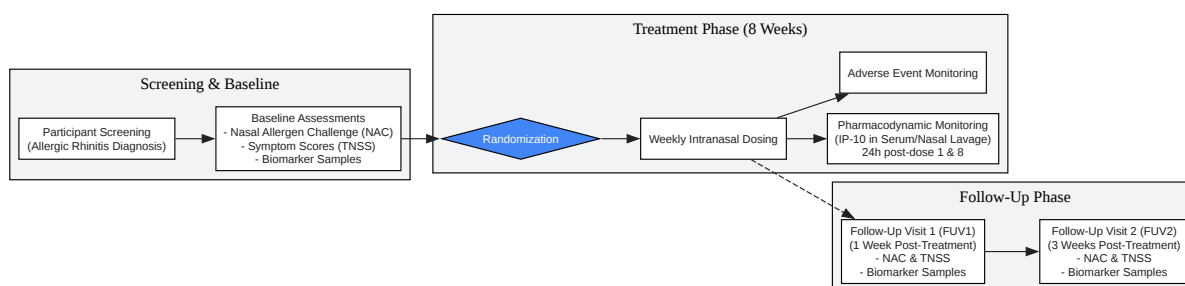 Screening & Baseline
Participant Screening
(Allergic Rhinitis Diagnosis)
Baseline Assessments
- Nasal Allergen Challenge (NAC)
- Symptom Scores (TNSS)
- Biomarker Samples
Treatment Phase (8 Weeks)
Randomization
Weekly Intranasal Dosing
Adverse Event Monitoring
Pharmacodynamic Monitoring
(IP-10 in Serum/Nasal Lavage)
24h post-dose 1 & 8
Follow-Up Phase
Follow-Up Visit 1 (FUV1)
(1 Week Post-Treatment)
- NAC & TNSS
- Biomarker Samples
Follow-Up Visit 2 (FUV2)
(3 Weeks Post-Treatment)
- NAC & TNSS
- Biomarker Samples